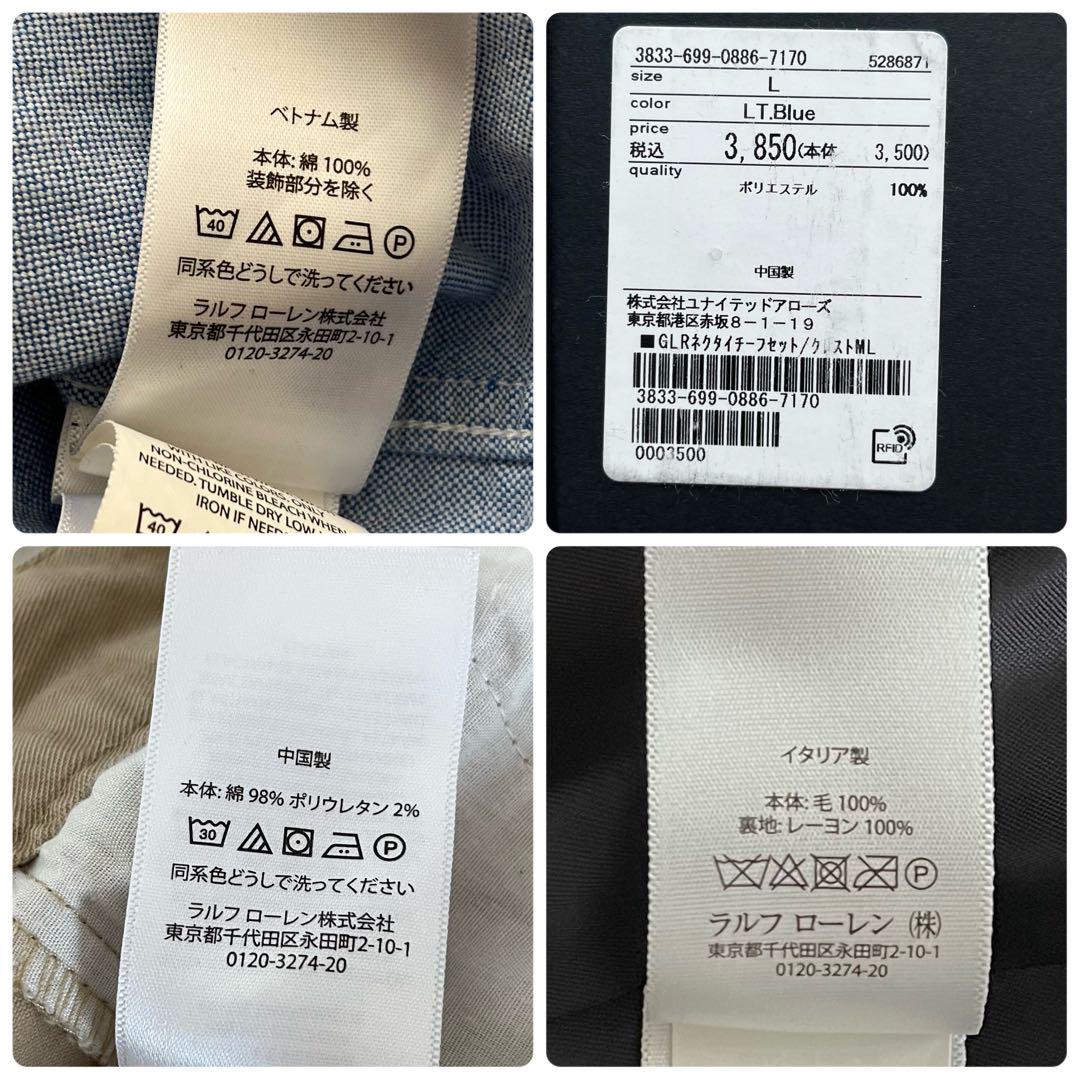 ベトナム製
本体: 綿 100%
装飾部分を除く
40
P
同系色どうしで洗ってください
ラルフ ローレン株式会社
東京都千代田区永田町2-10-1
0120-3274-20
WITH LIKE COLORS. ONLY
NON-CHLORINE BLEACH WHEN
NEEDED. TUMBLE DRY LOW.
IRON IF NEED
40
3833-699-0886-7170 5286871
size L
color LT.Blue
price
税込 3,850(本体 3,500)
quality
ポリエステル 100%
中国製
株式会社ユナイテッドアローズ
東京都港区赤坂8-1-19
■GLRネクタイチーフセット/クレストML
3833-699-0886-7170
0003500
RFID
中国製
本体: 綿 98% ポリウレタン 2%
30
P
同系色どうしで洗ってください
ラルフ ローレン株式会社
東京都千代田区永田町2-10-1
0120-3274-20
イタリア製
本体: 毛 100%
裏地: レーヨン 100%
P
ラルフ ローレン (株)
東京都千代田区永田町2-10-1
0120-3274-20